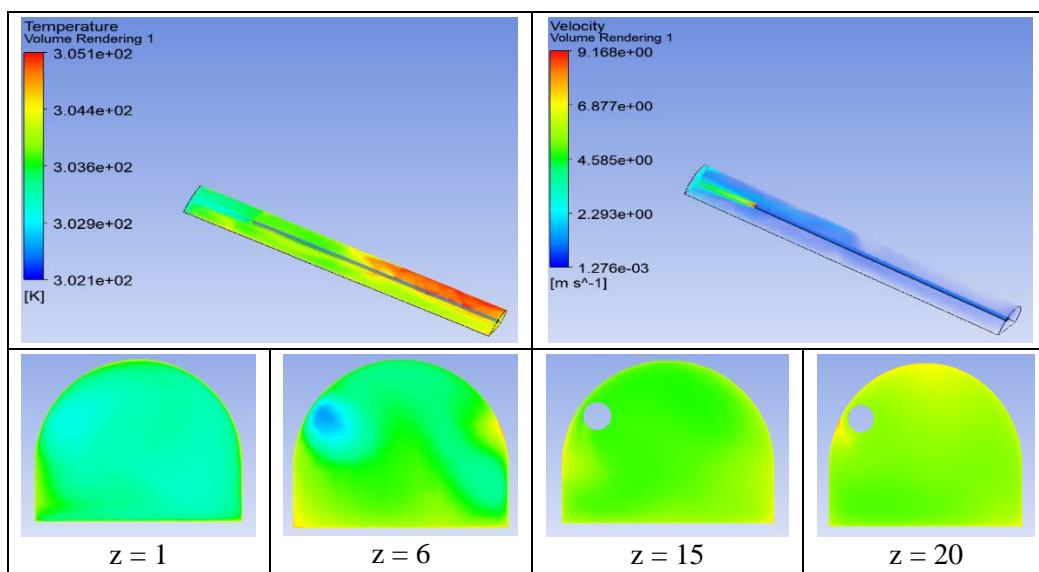 Temperature
Volume Rendering 1
3.051e+02
3.044e+02
3.036e+02
3.029e+02
3.021e+02
[K]
Velocity
Volume Rendering 1
9.168e+00
6.877e+00
4.585e+00
2.293e+00
1.276e-03
[m s^-1]
z = 1
z = 6
z = 15
z = 20